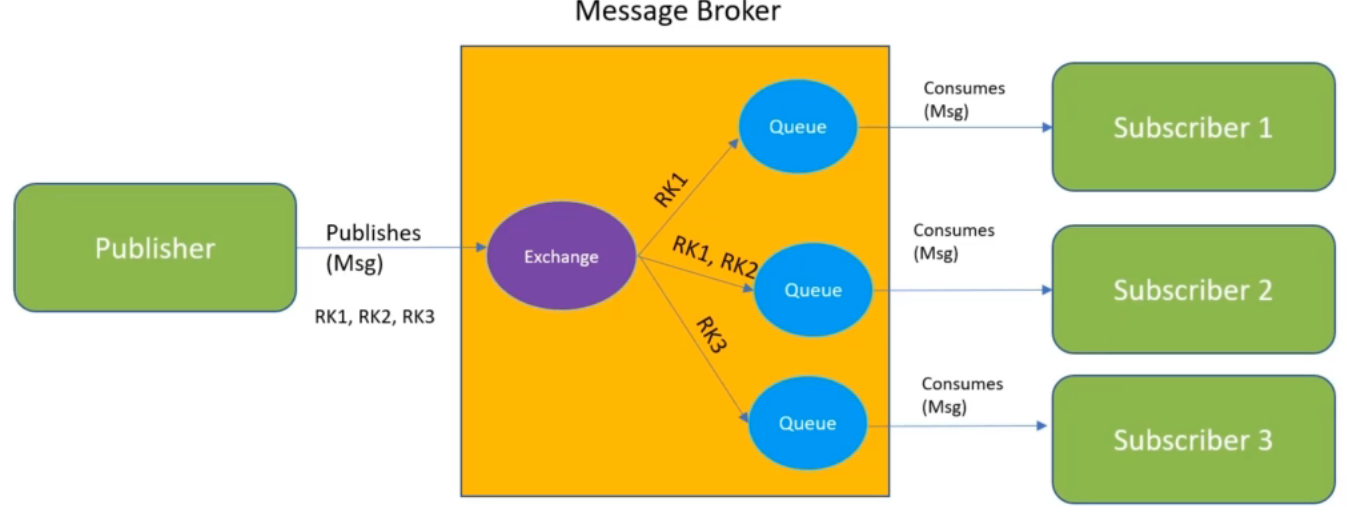 Message Broker
Publisher
Publishes
(Msg)
RK1, RK2, RK3
Exchange
RK1
RK1, RK2
RK3
Queue
Queue
Queue
Consumes
(Msg)
Subscriber 1
Consumes
(Msg)
Subscriber 2
Consumes
(Msg)
Subscriber 3